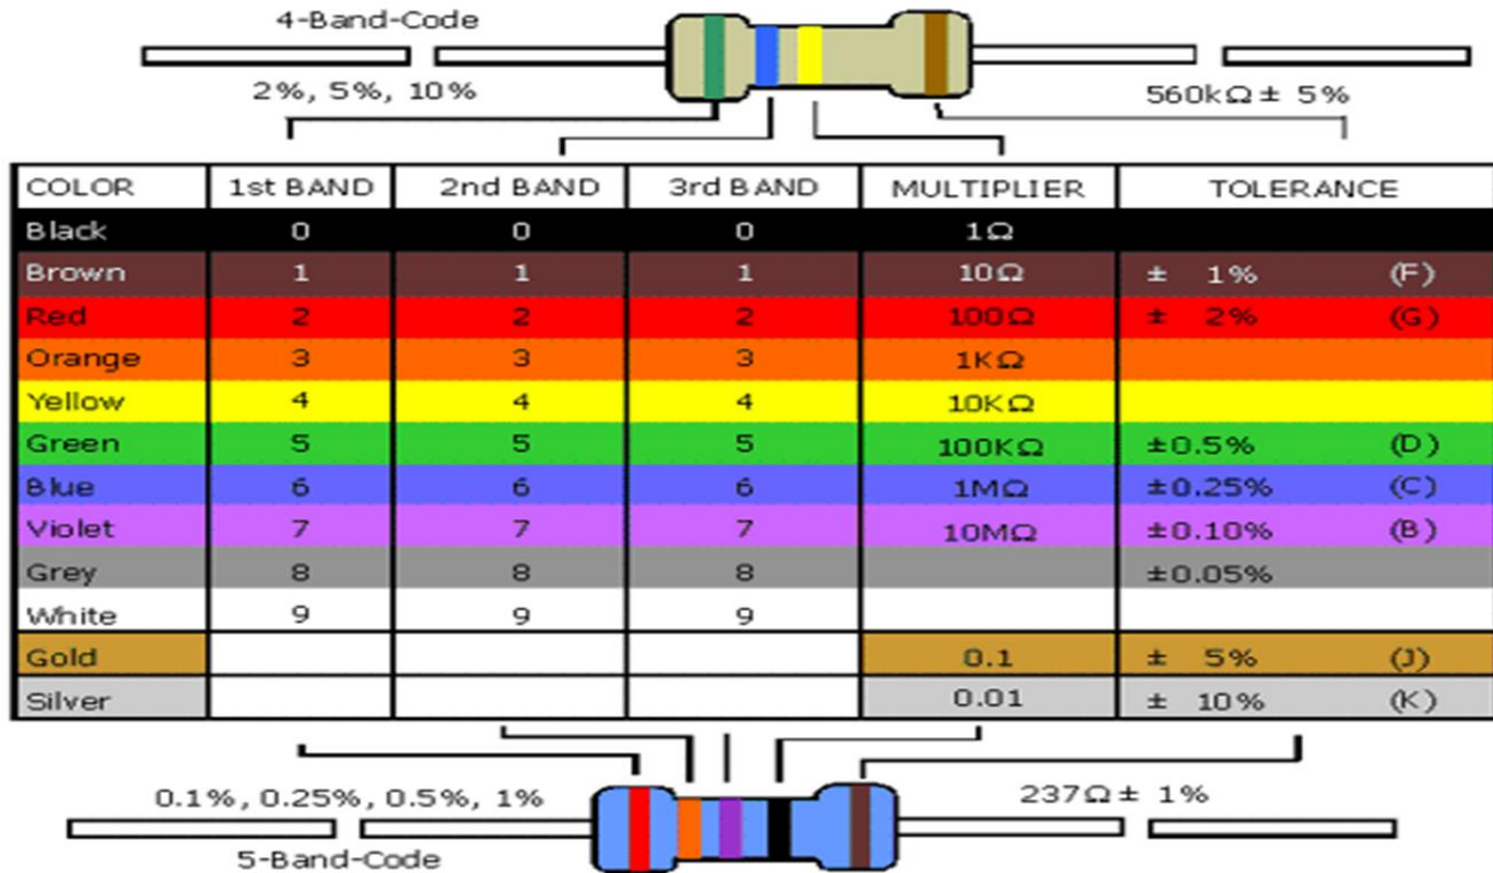 4-Band-Code
2%, 5%, 10%
560kΩ ± 5%
COLOR 1st BAND 2nd BAND 3rd BAND MULTIPLIER TOLERANCE
Black 0 0 0 1Ω
Brown 1 1 1 10Ω ± 1% (F)
Red 2 2 2 100Ω ± 2% (G)
Orange 3 3 3 1KΩ
Yellow 4 4 4 10KΩ
Green 5 5 5 100KΩ ±0.5% (D)
Blue 6 6 6 1MΩ ±0.25% (C)
Violet 7 7 7 10MΩ ±0.10% (B)
Grey 8 8 8 ±0.05%
White 9 9 9
Gold 0.1 ± 5% (J)
Silver 0.01 ± 10% (K)
0.1%, 0.25%, 0.5%, 1%
237Ω ± 1%
5-Band-Code